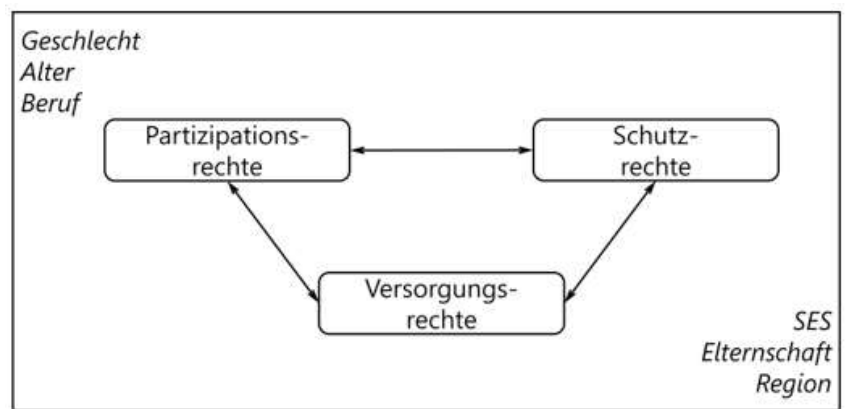 Geschlecht
Alter
Beruf
Partizipations-
rechte
Schutz-
rechte
Versorgungs-
rechte
SES
Elternschaft
Region